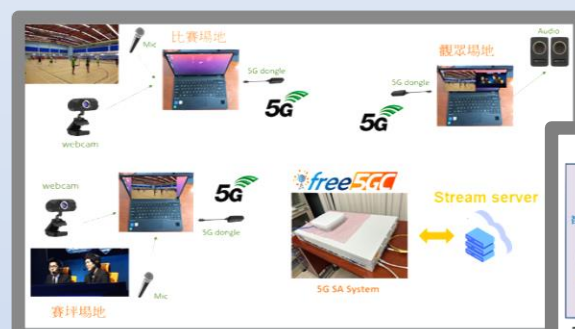 Mic
比賽場地
5G dongle
5G
webcam
觀眾場地
Audio
5G dongle
5G
webcam
5G
5G dongle
Mic
賽坪場地
free5GC
5G SA System
Stream server